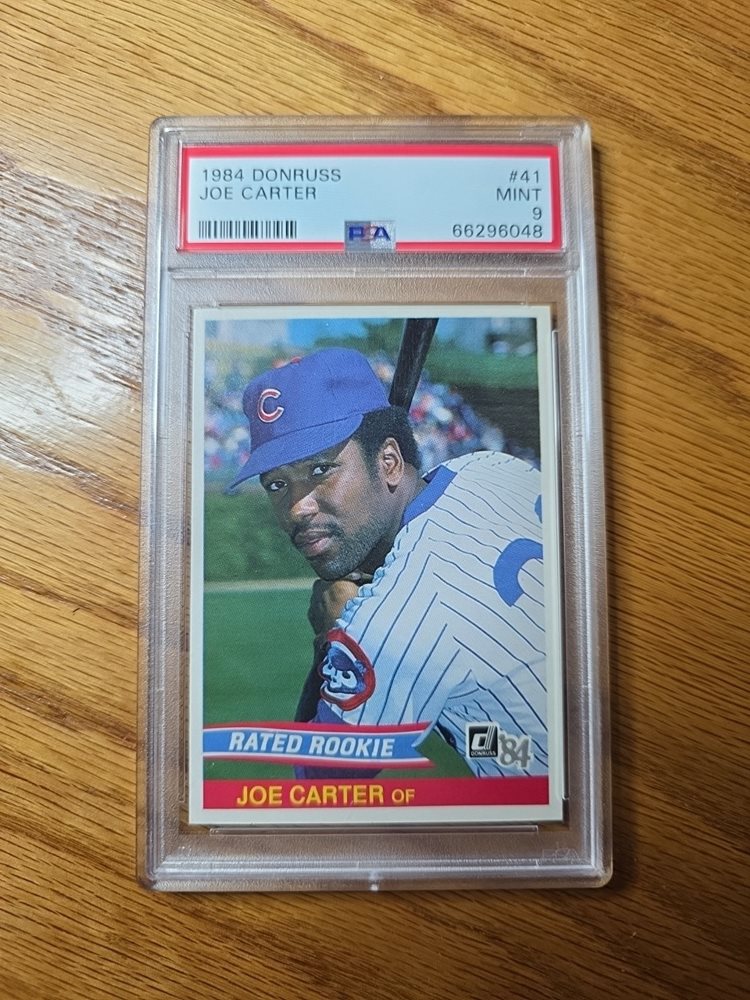 1984 DONRUSS #41
JOE CARTER MINT
9
PSA 66296048
C
C
RATED ROOKIE
DONRUSS '84
JOE CARTER OF